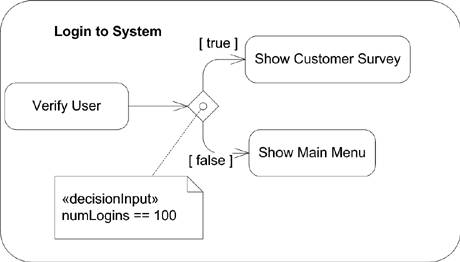 Login to System
[ true ]
Show Customer Survey
Verify User
[ false ]
Show Main Menu
«decisionInput»
numLogins == 100